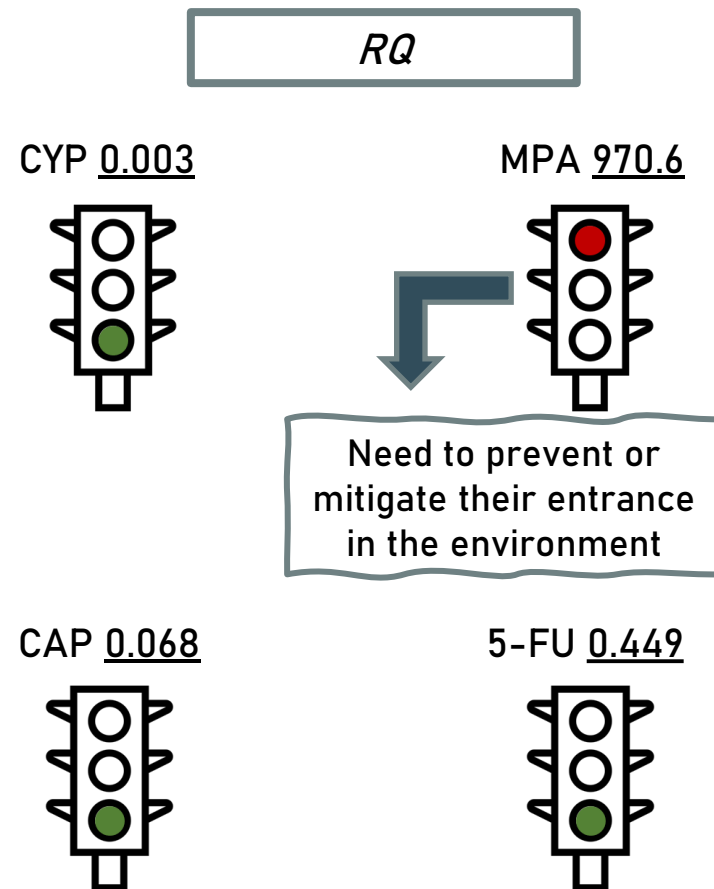 RQ
CYP 0.003
MPA 970.6
Need to prevent or
mitigate their entrance
in the environment
CAP 0.068
5-FU 0.449